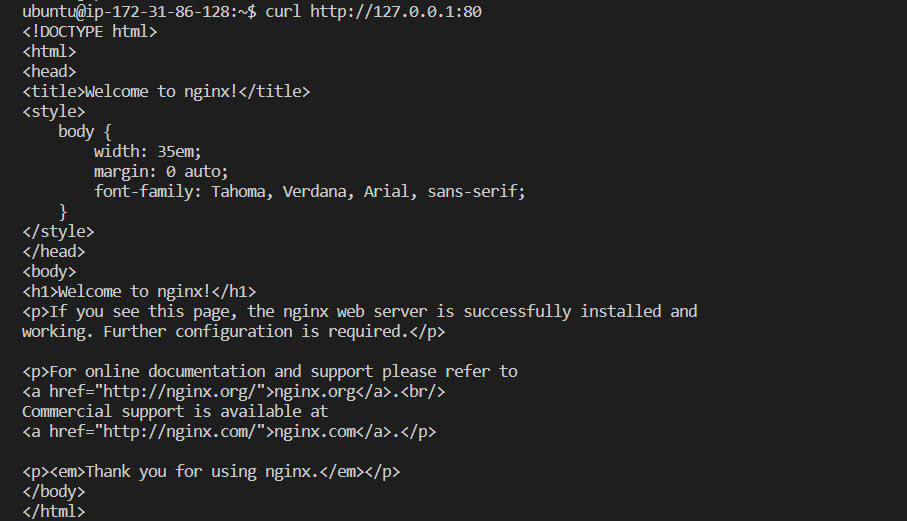 ubuntu@ip-172-31-86-128:~$ curl http://127.0.0.1:80
<!DOCTYPE html>
<html>
<head>
<title>Welcome to nginx!</title>
<style>
    body {
        width: 35em;
        margin: 0 auto;
        font-family: Tahoma, Verdana, Arial, sans-serif;
    }
</style>
</head>
<body>
<h1>Welcome to nginx!</h1>
<p>If you see this page, the nginx web server is successfully installed and
working. Further configuration is required.</p>

<p>For online documentation and support please refer to
<a href="http://nginx.org/">nginx.org</a>.<br/>
Commercial support is available at
<a href="http://nginx.com/">nginx.com</a>.</p>

<p><em>Thank you for using nginx.</em></p>
</body>
</html>